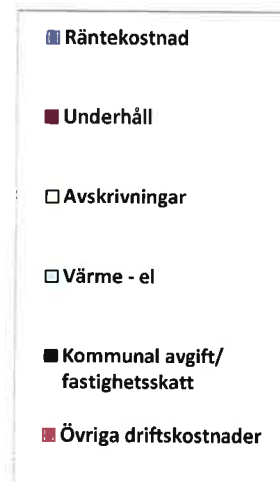 Räntekostnad
Underhåll
Avskrivningar
Värme - el
Kommunal avgift/
fastighetsskatt
Övriga driftskostnader